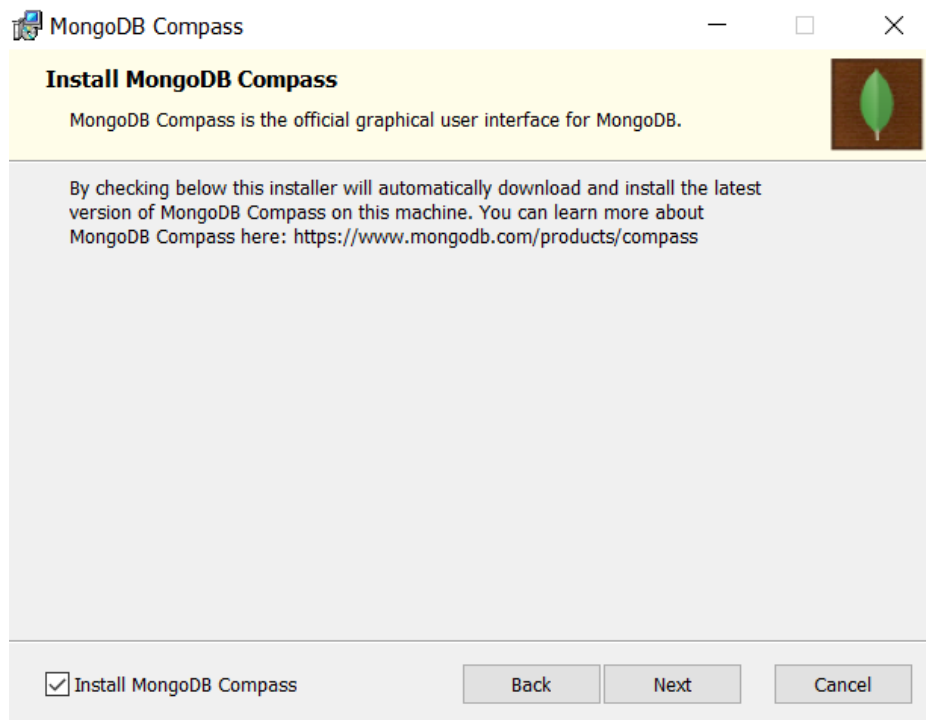 MongoDB Compass
Install MongoDB Compass
MongoDB Compass is the official graphical user interface for MongoDB.
By checking below this installer will automatically download and install the latest
version of MongoDB Compass on this machine. You can learn more about
MongoDB Compass here: https://www.mongodb.com/products/compass
Install MongoDB Compass
Back
Next
Cancel